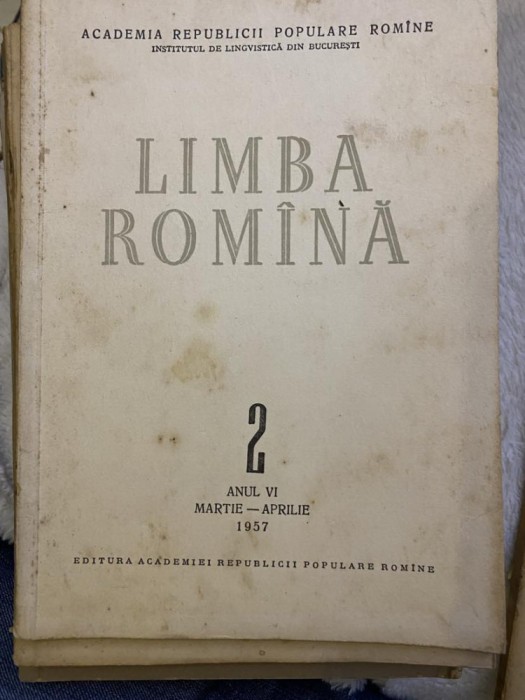 ACADEMIA REPUBLICII POPULARE ROMÎNE
INSTITUTUL DE LINGVISTICĂ DIN BUCUREȘTI
LIMBA
ROMÎNĂ
2
ANUL VI
MARTIE — APRILIE
1957
EDITURA ACADEMIEI REPUBLICII POPULARE ROMÎNE